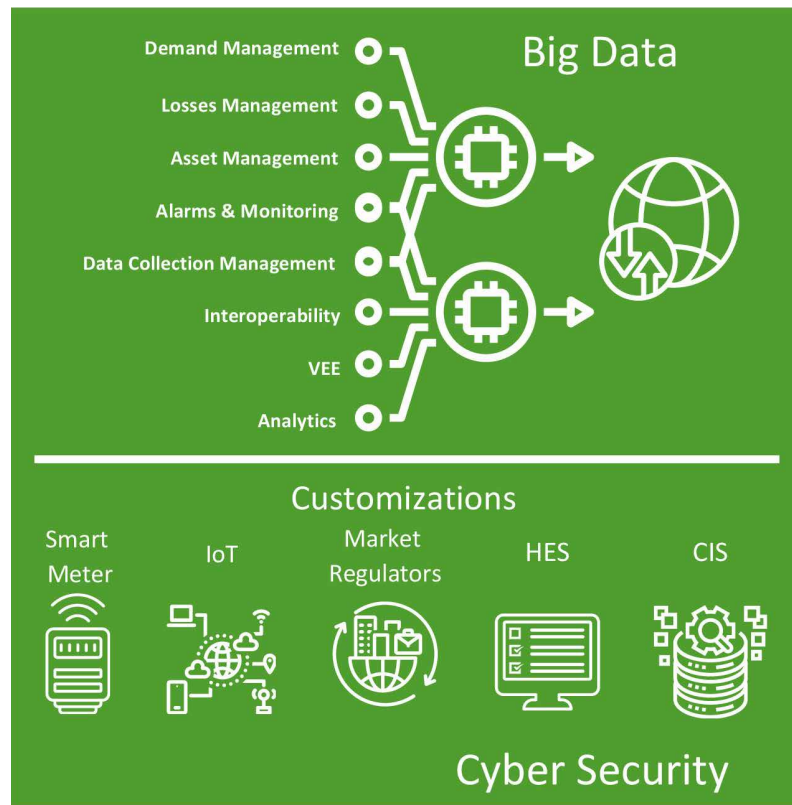 Big Data
Demand Management
Losses Management
Asset Management
Alarms & Monitoring
Data Collection Management
Interoperability
VEE
Analytics
Customizations
Smart
Meter
IoT
Market
Regulators
HES
CIS
Cyber Security